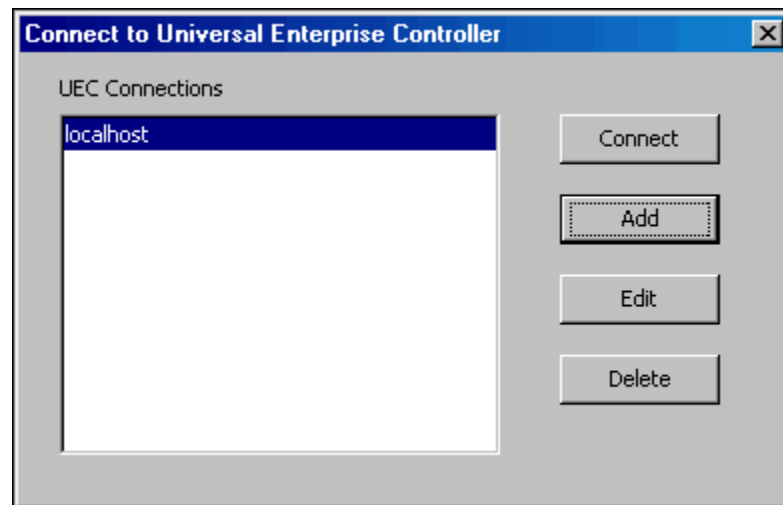 Connect to Universal Enterprise Controller
UEC Connections
localhost
Connect
Add
Edit
Delete